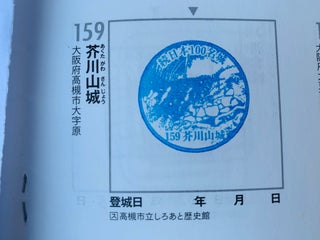 159
芥川山城
あくたがわさんじょう
大阪府高槻市大字原
続日本100名城
159 芥川山城
登城日 年 月 日
ス高槻市立しろあと歴史館